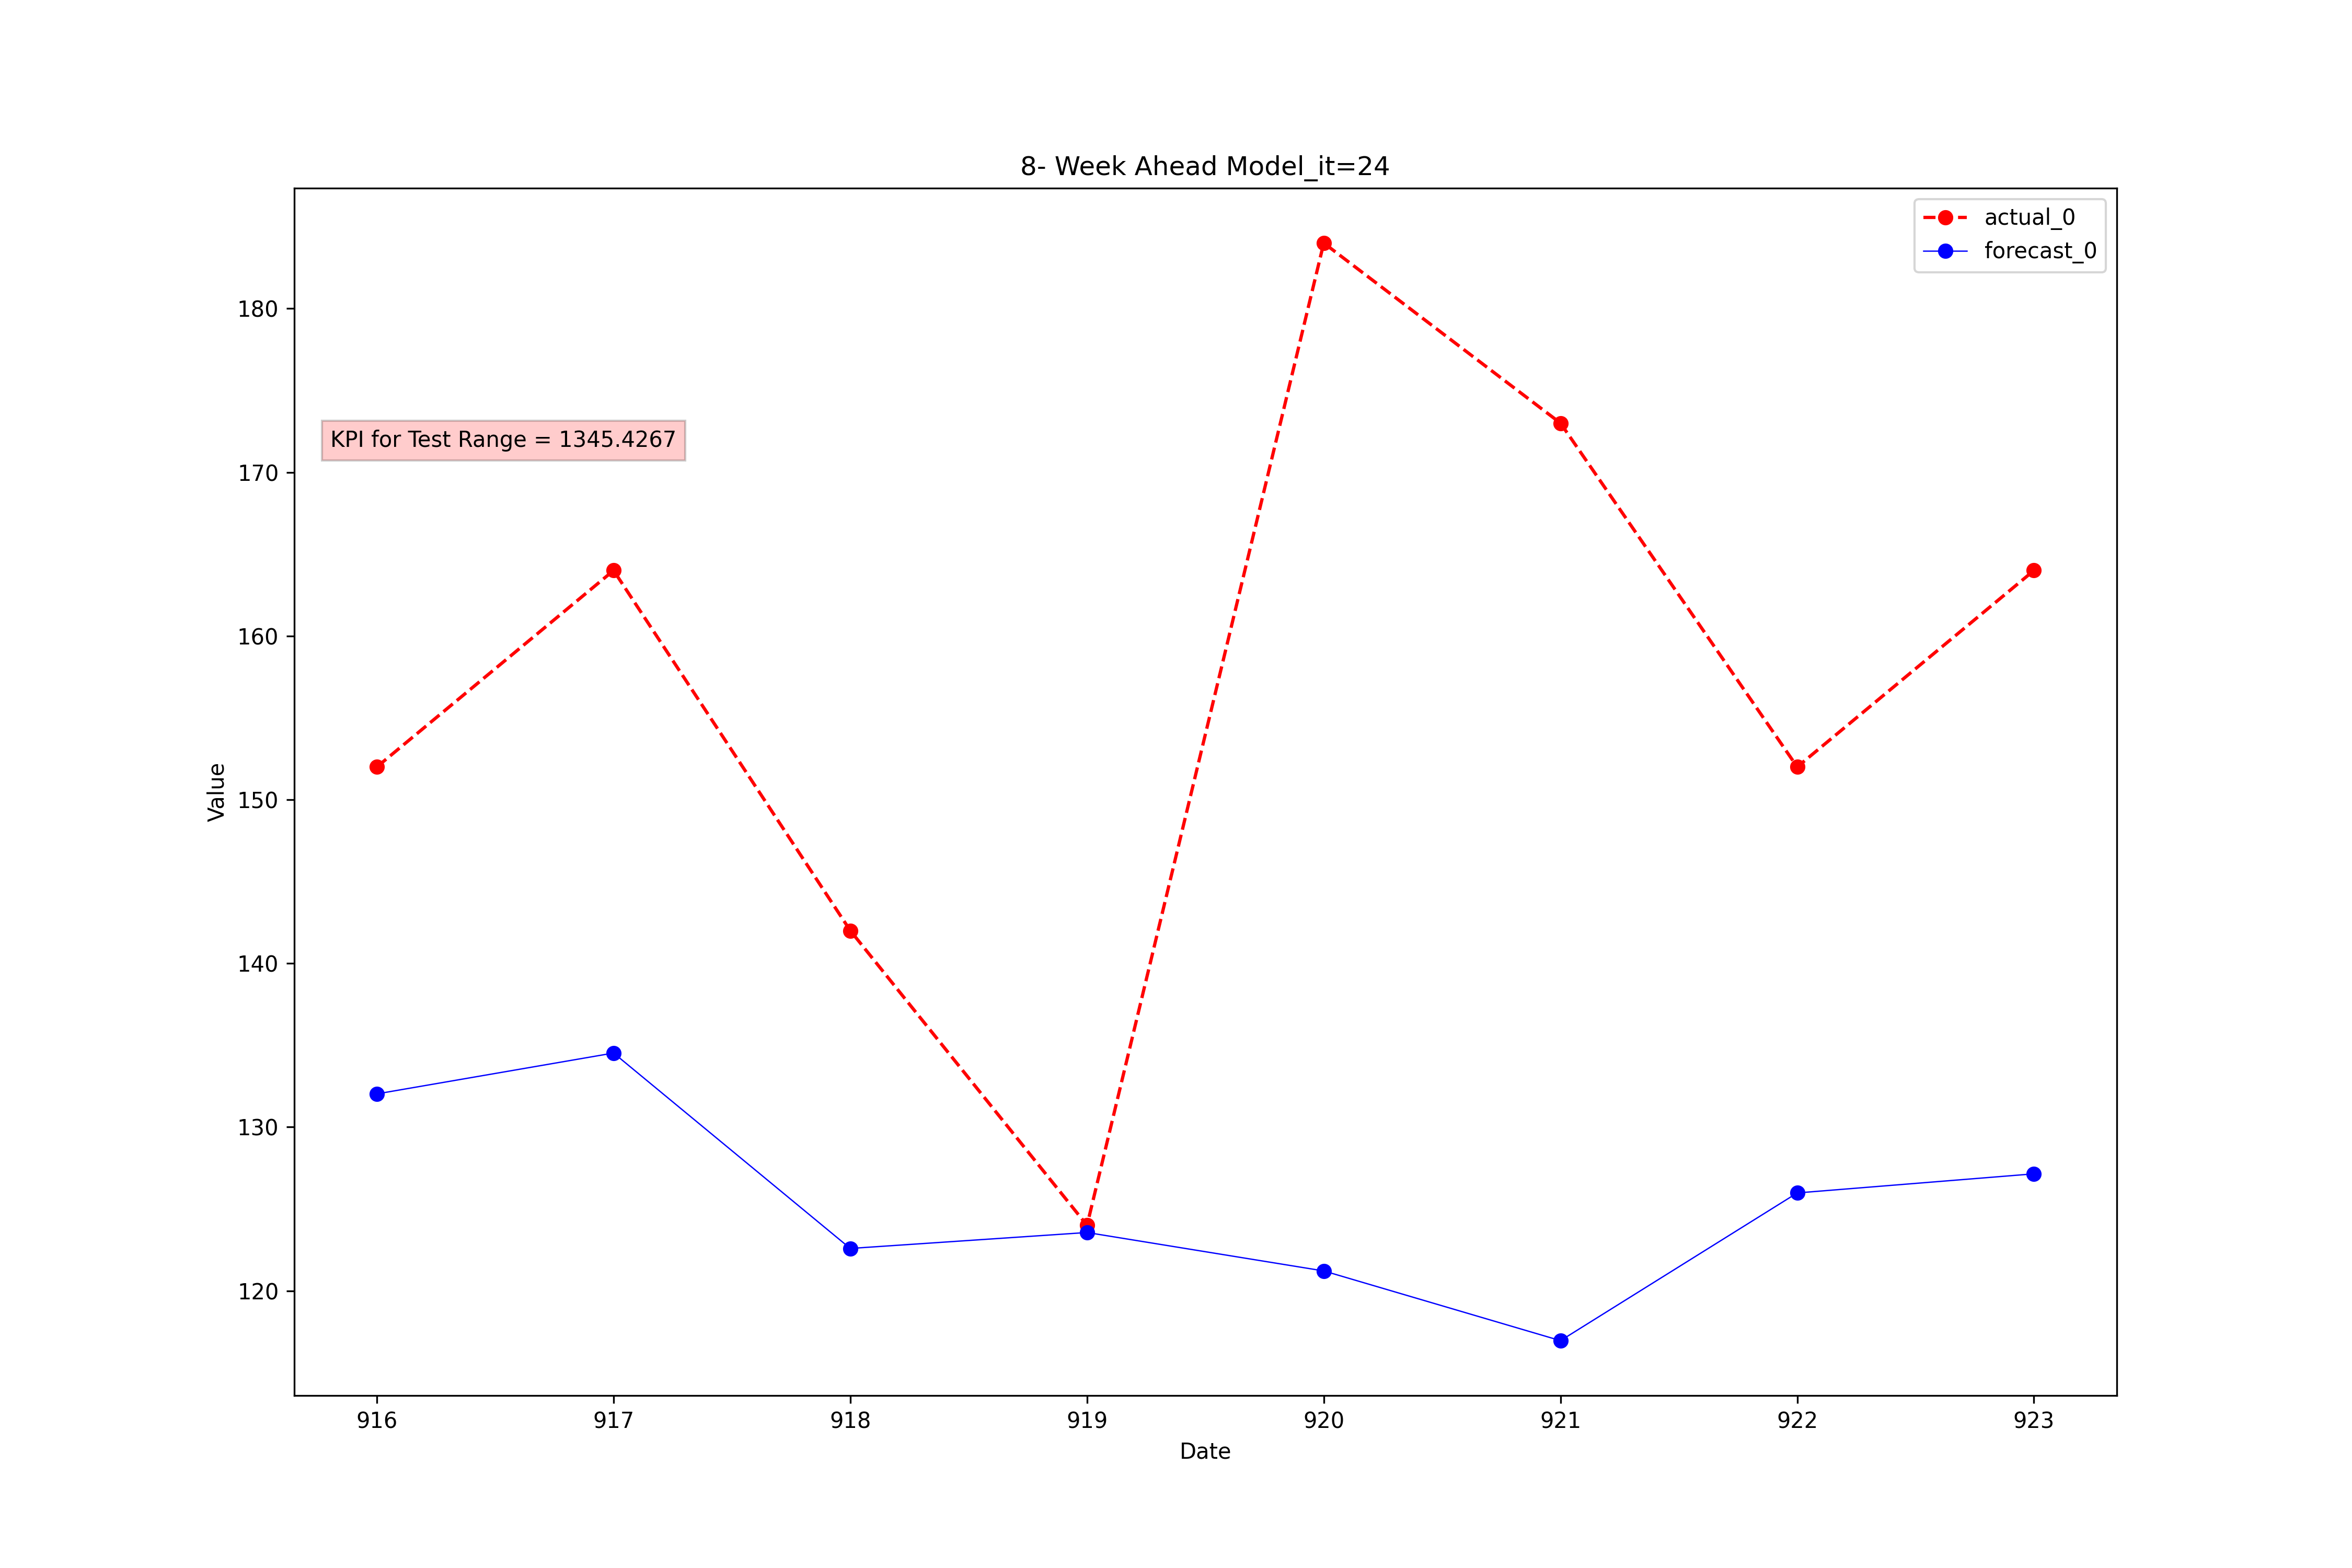 8- Week Ahead Model_it=24
actual_0
forecast_0
KPI for Test Range = 1345.4267
180
170
160
150
140
130
120
Value
916 917 918 919 920 921 922 923
Date